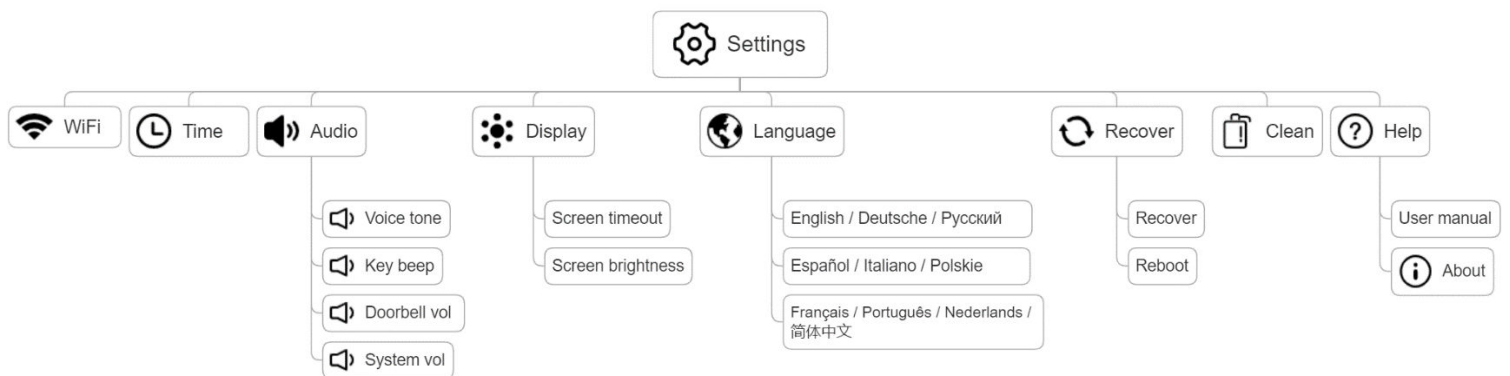 Settings
WiFi
Time
Audio
Display
Language
Recover
Clean
Help
Voice tone
Key beep
Doorbell vol
System vol
Screen timeout
Screen brightness
English / Deutsche / Русский
Español / Italiano / Polskie
Français / Português / Nederlands /
简体中文
Recover
Reboot
User manual
About